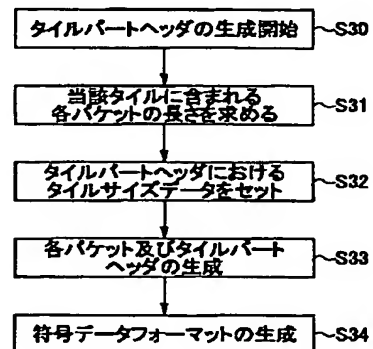 タイルパートヘッダの生成開始
S30
当該タイルに含まれる
各パケットの長さを求める
S31
タイルパートヘッダにおける
タイルサイズデータをセット
S32
各パケット及びタイルパート
ヘッダの生成
S33
符号データフォーマットの生成
S34